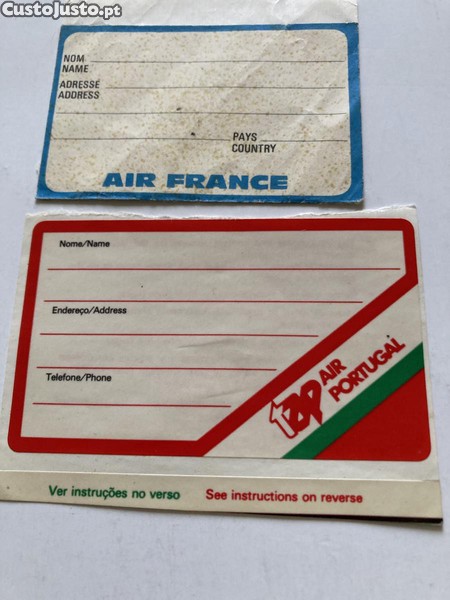 CustoJusto.pt
NOM
NAME
ADRESSE
ADDRESS
PAYS
COUNTRY
AIR FRANCE
Nome/Name
Endereço/Address
Telefone/Phone
tap AIR PORTUGAL
Ver instruções no verso See instructions on reverse